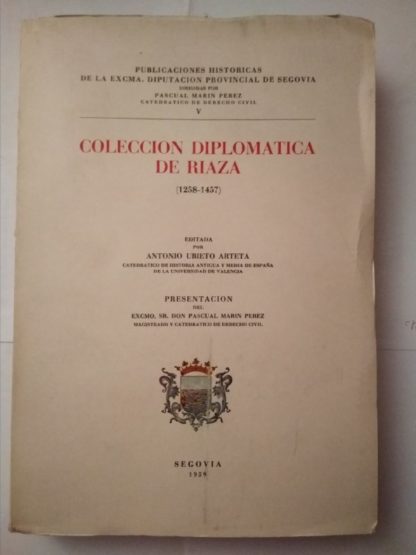 PUBLICACIONES HISTORICAS
DE LA EXCMA. DIPUTACION PROVINCIAL DE SEGOVIA
DIRIGIDAS POR
PASCUAL MARIN PEREZ
CATEDRATICO DE DERECHO CIVIL
V
COLECCION DIPLOMATICA
DE RIAZA
(1258-1457)
EDITADA
POR
ANTONIO UBIETO ARTETA
CATEDRATICO DE HISTORIA ANTIGUA Y MEDIA DE ESPAÑA
DE LA UNIVERSIDAD DE VALENCIA
PRESENTACION
DEL
EXCMO. SR. DON PASCUAL MARIN PEREZ
MAGISTRADO Y CATEDRATICO DE DERECHO CIVIL
SEGOVIA
1959